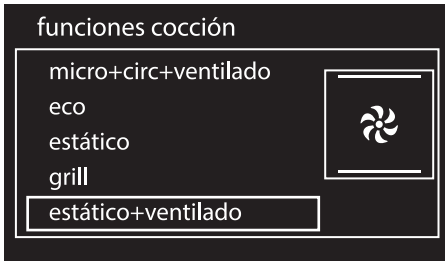 funciones cocción
micro+circ+ventilado
eco
estático
grill
estático+ventilado